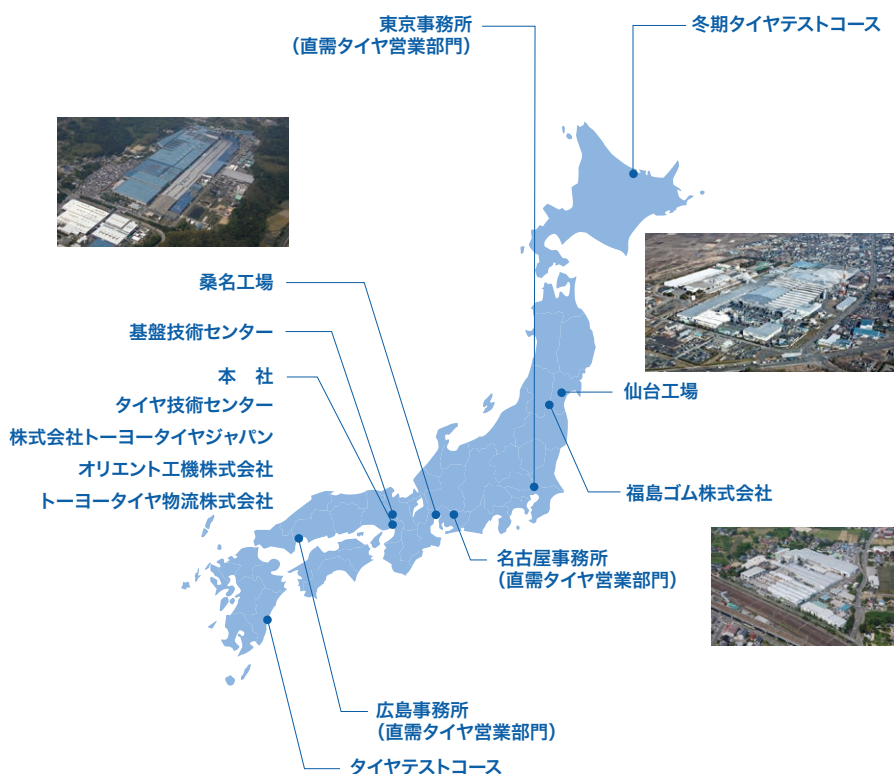 東京事務所
（直需タイヤ営業部門）
冬期タイヤテストコース
桑名工場
基盤技術センター
本　社
タイヤ技術センター
株式会社トーヨータイヤジャパン
オリエント工機株式会社
トーヨータイヤ物流株式会社
仙台工場
福島ゴム株式会社
名古屋事務所
（直需タイヤ営業部門）
広島事務所
（直需タイヤ営業部門）
タイヤテストコース